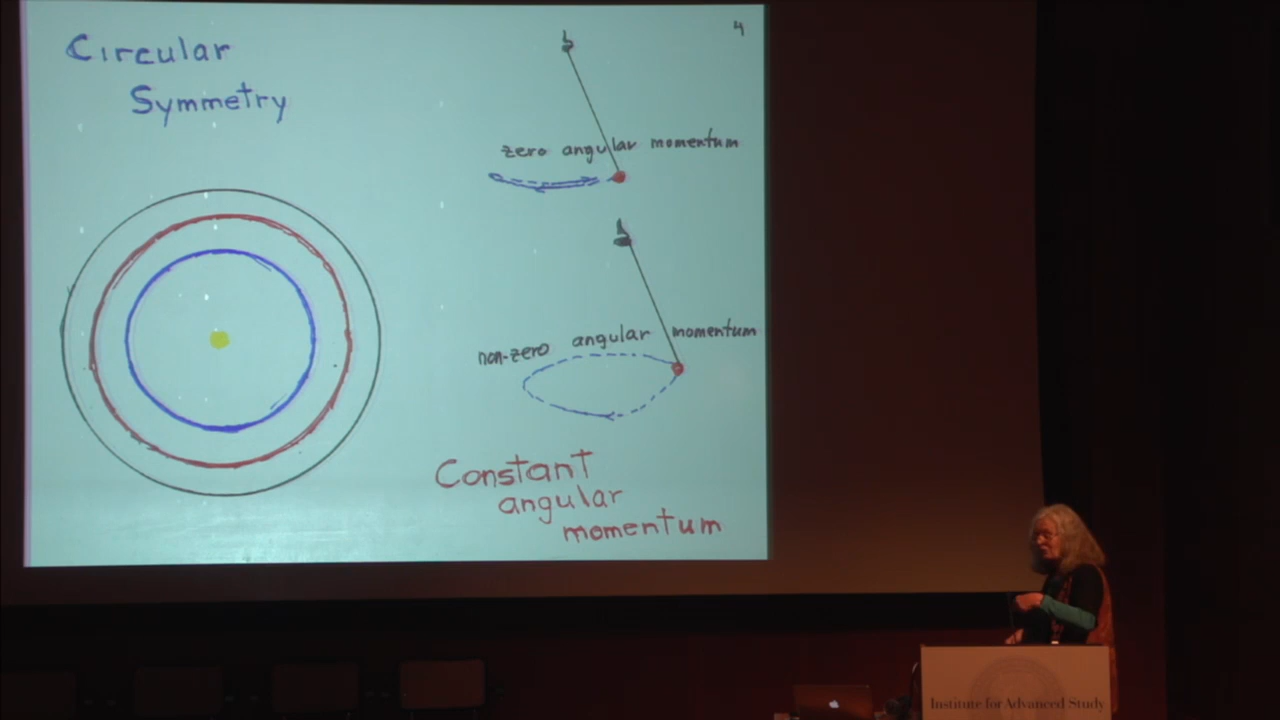 4
Circular
Symmetry
zero angular momentum
non-zero angular momentum
Constant
angular
momentum
Institute for Advanced Study